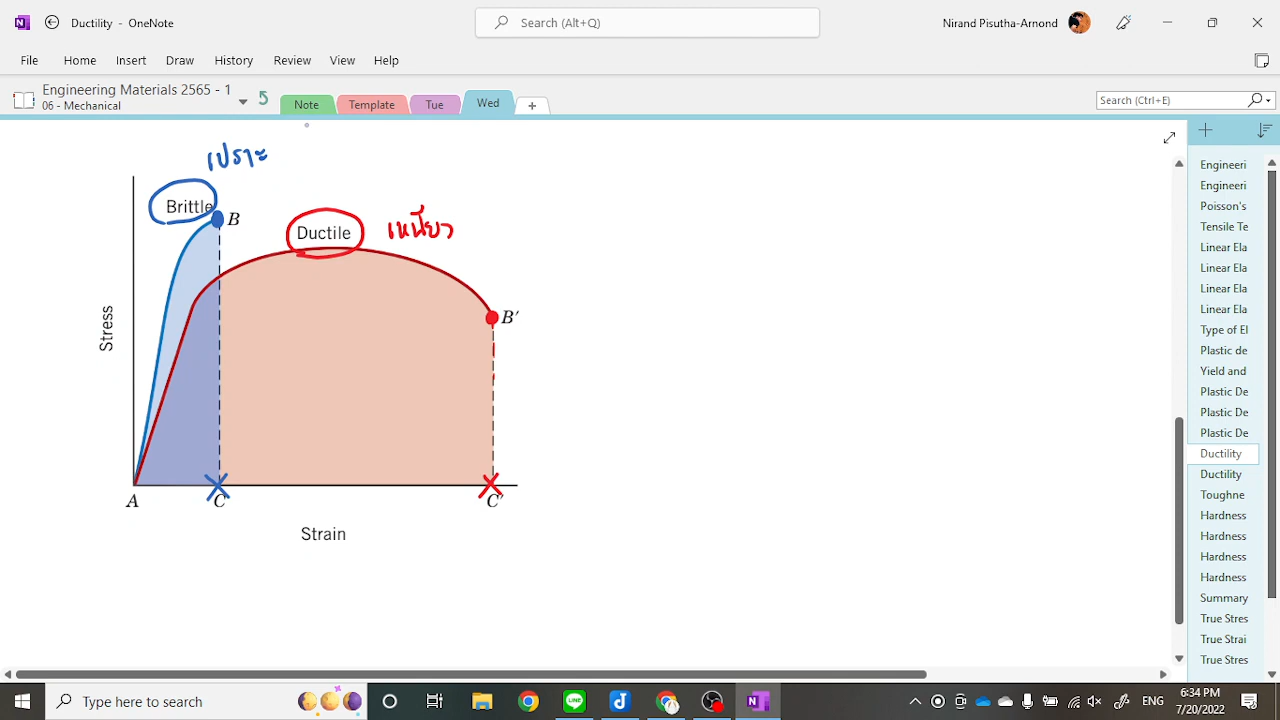 Ductility - OneNote
Search (Alt+Q)
Nirand Pisutha-Arnond
File Home Insert Draw History Review View Help
Engineering Materials 2565 - 1
06 - Mechanical
Note Template Tue Wed +
Search (Ctrl+E)
เปราะ
Brittle
B
Ductile
เหนียว
B′
Stress
A
C
C′
Strain
Engineeri
Engineeri
Poisson's
Tensile Te
Linear Ela
Linear Ela
Linear Ela
Linear Ela
Type of El
Plastic de
Yield and
Plastic De
Plastic De
Plastic De
Ductility
Ductility
Toughne
Hardness
Hardness
Hardness
Hardness
Summary
True Stres
True Strai
True Stres
Type here to search
6:34 PM
7/20/2022